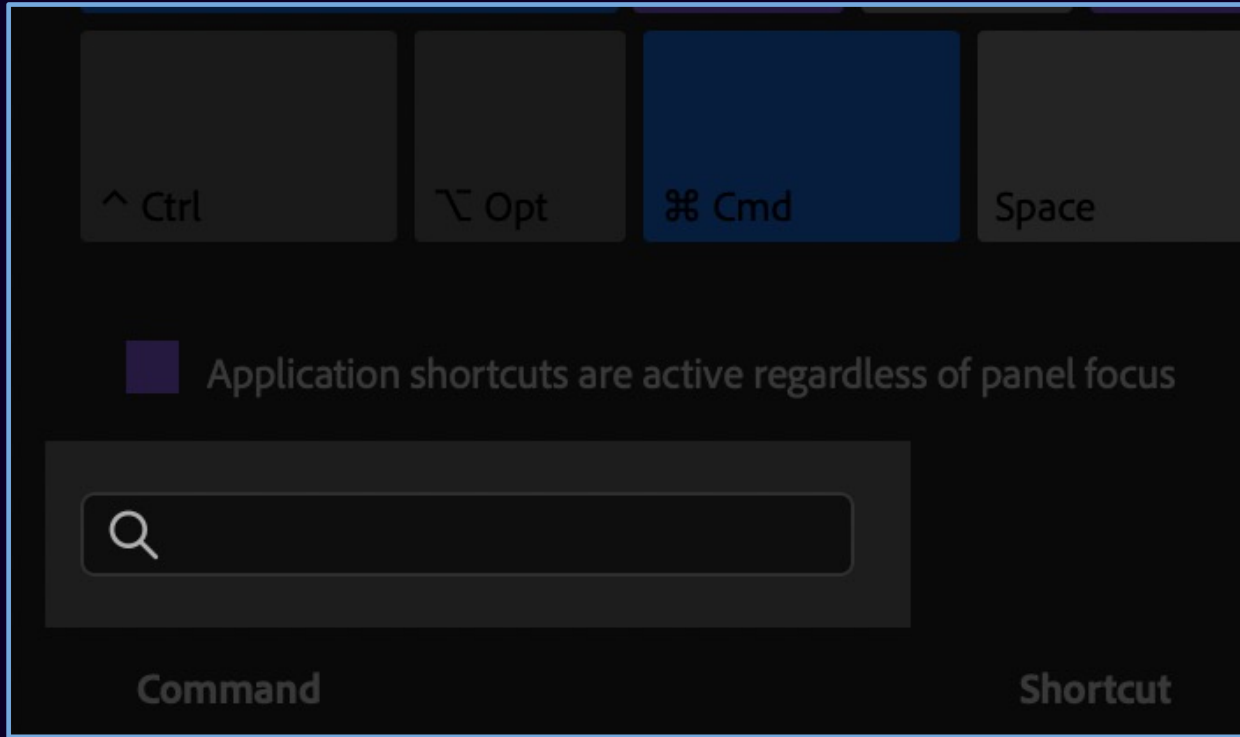 ^ Ctrl ⌥ Opt ⌘ Cmd Space
Application shortcuts are active regardless of panel focus
Command Shortcut